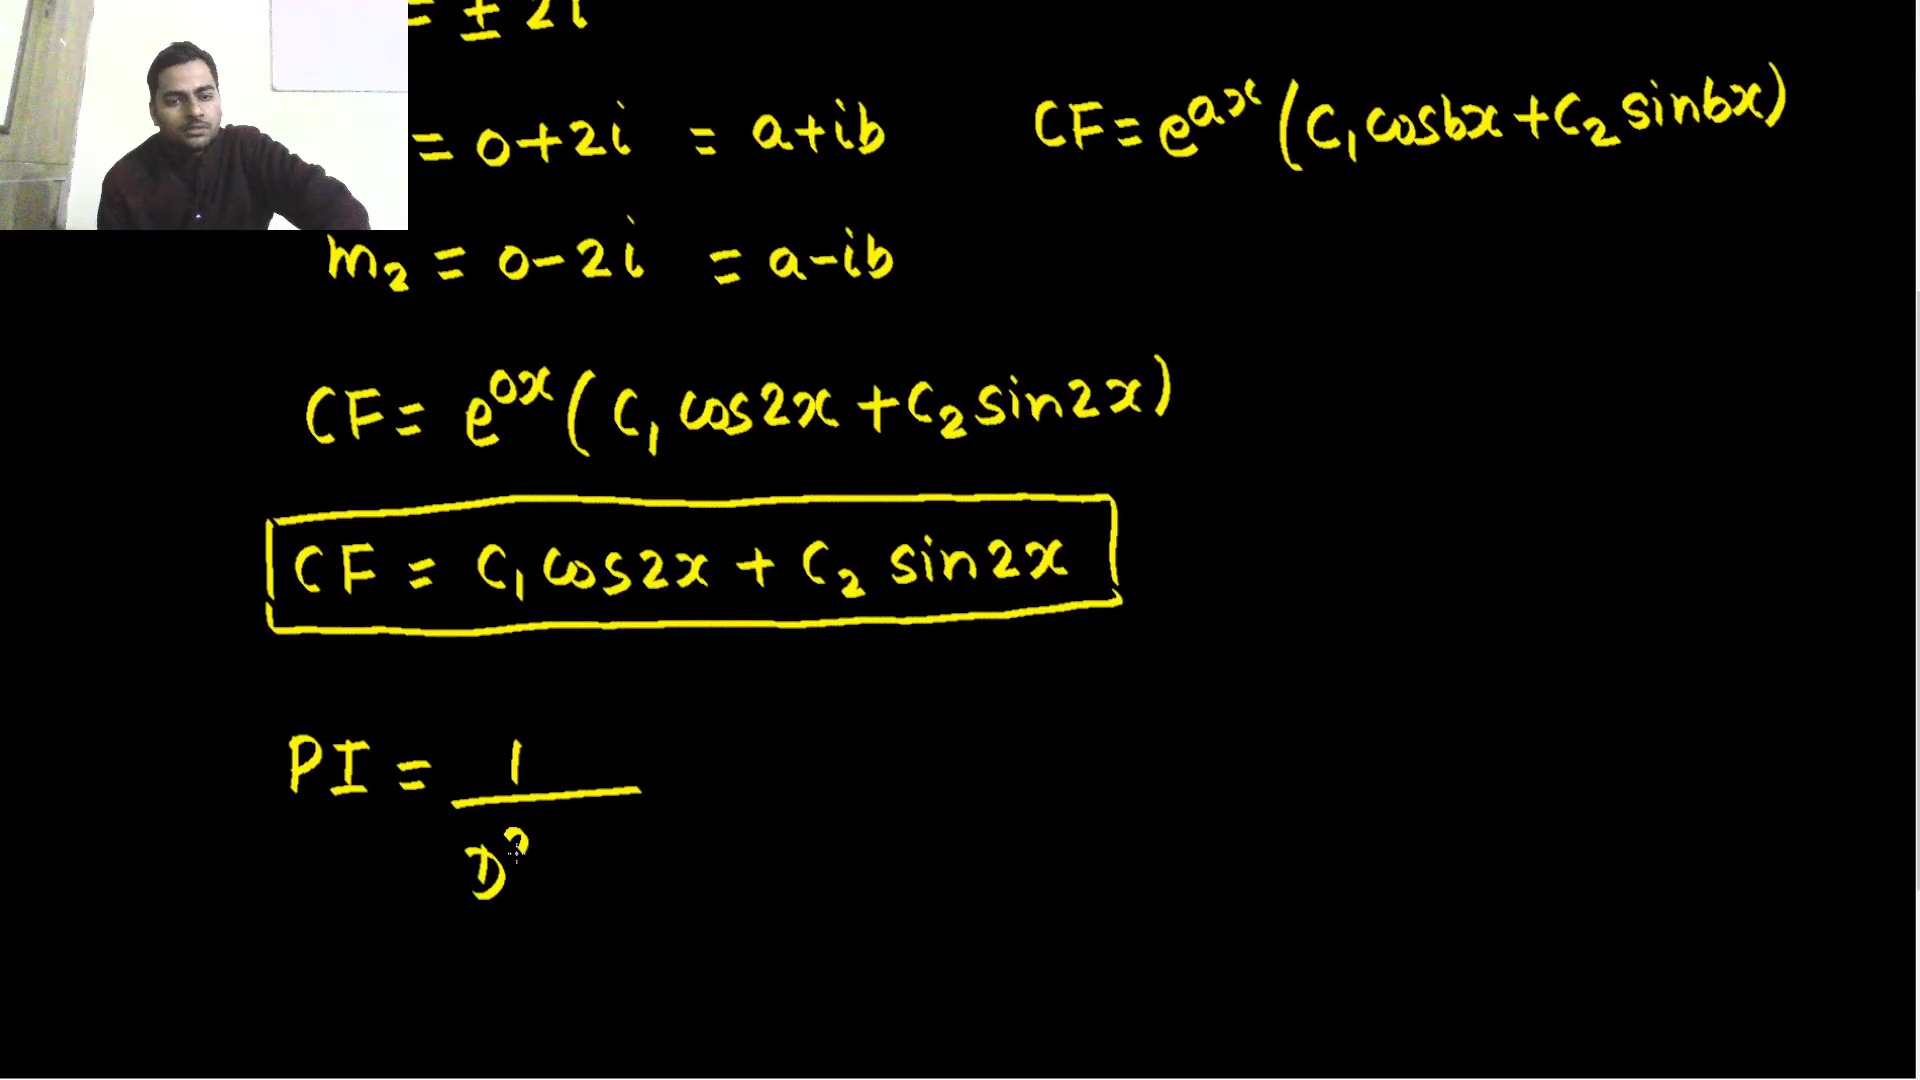 = ± 2i
= 0+2i = a+ib CF = e^{ax} (C₁ cosbx + C₂ sinbx)
m₂ = 0-2i = a-ib
CF = e^{0x} (C₁ cos2x + C₂ sin2x)
CF = C₁ cos2x + C₂ sin2x
PI = 1
D²